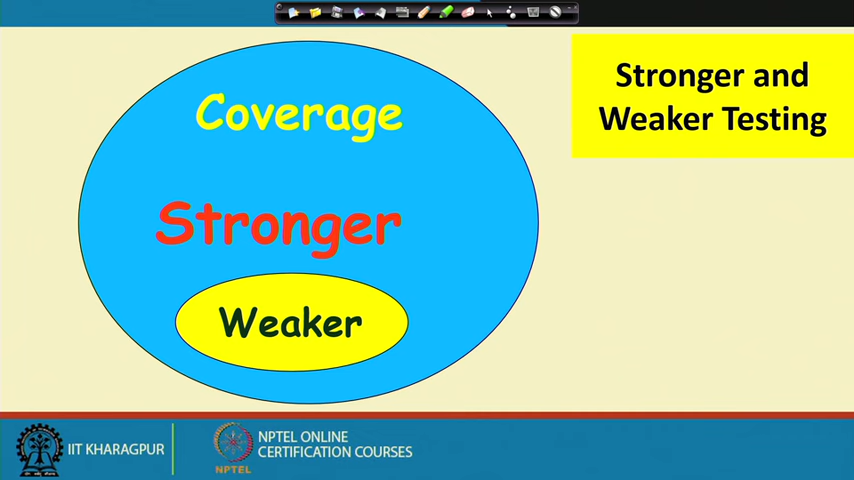 Stronger and
Weaker Testing
Coverage
Stronger
Weaker
IIT KHARAGPUR
NPTEL
NPTEL ONLINE
CERTIFICATION COURSES